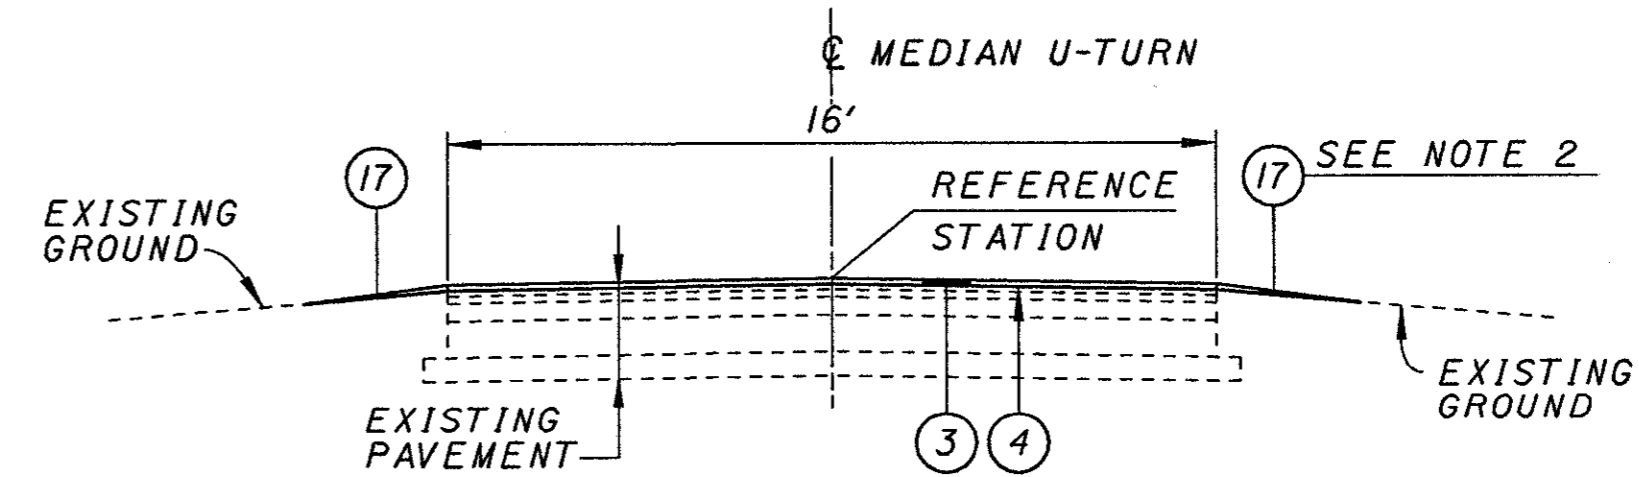 ℄ MEDIAN U-TURN
16'
17
SEE NOTE 2
17
REFERENCE
STATION
EXISTING
GROUND
EXISTING
GROUND
EXISTING
PAVEMENT
3
4